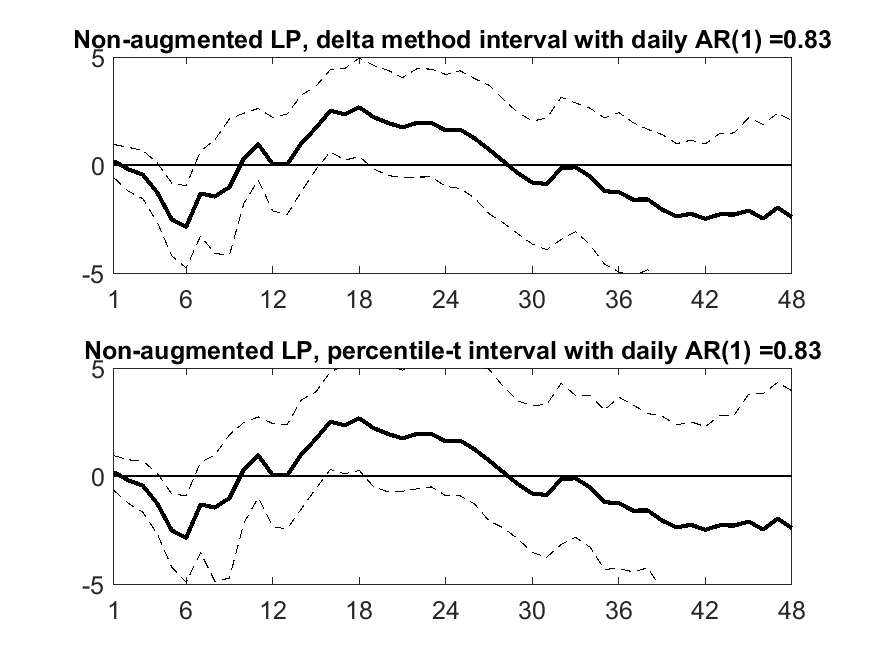 Non-augmented LP, delta method interval with daily AR(1) =0.83
5
0
-5
1 6 12 18 24 30 36 42 48
Non-augmented LP, percentile-t interval with daily AR(1) =0.83
5
0
-5
1 6 12 18 24 30 36 42 48